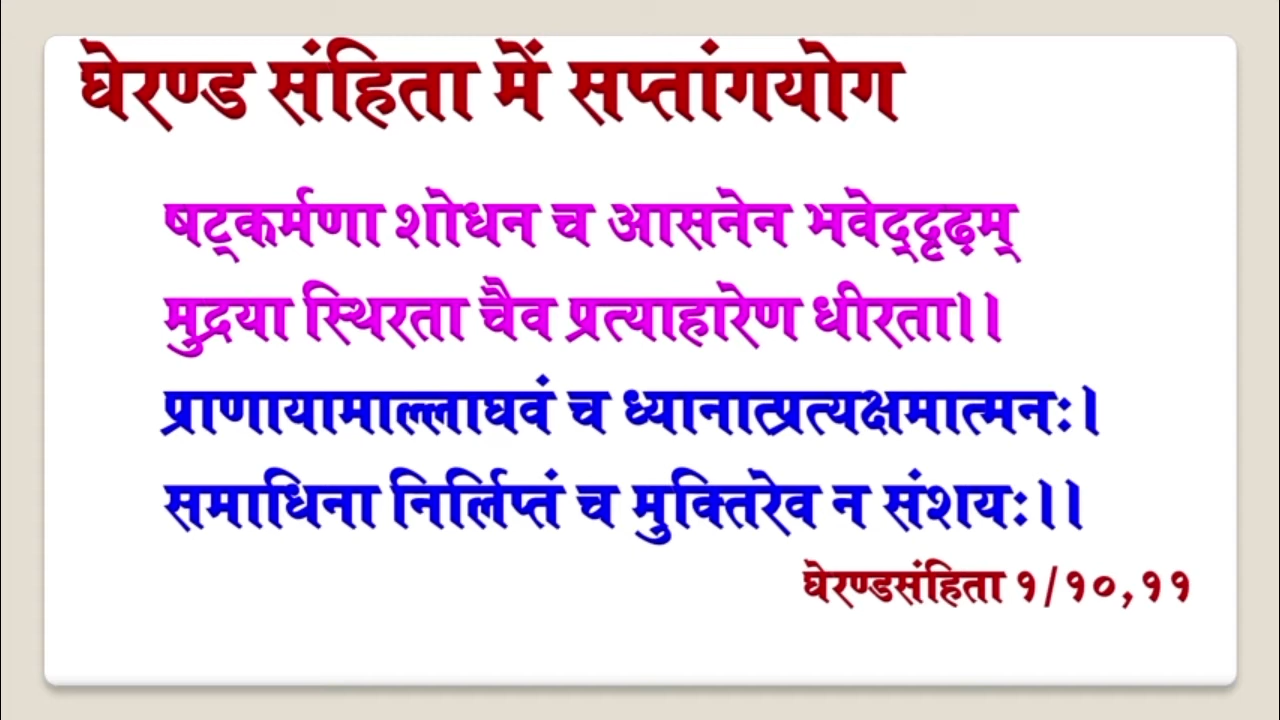 घेरण्ड संहिता में सप्तांगयोग
षट्कर्मणा शोधन च आसनेन भवेद्दृढ़म्
मुद्रया स्थिरता चैव प्रत्याहारेण धीरता।।
प्राणायामाल्लाघवं च ध्यानात्प्रत्यक्षमात्मनः।
समाधिना निर्लिप्तं च मुक्तिरेव न संशयः।।
घेरण्डसंहिता १/१०,११